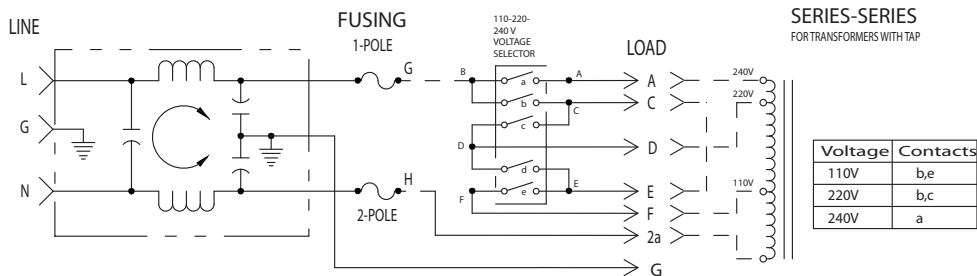 LINE
FUSING
1-POLE
110-220-
240 V
VOLTAGE
SELECTOR
LOAD
SERIES-SERIES
FOR TRANSFORMERS WITH TAP
L
G
B
a
A
A
240V
b
C
C
220V
G
c
D
D
N
d
H
E
E
110V
e
F
F
2-POLE
2a
G
Voltage Contacts
110V b,e
220V b,c
240V a